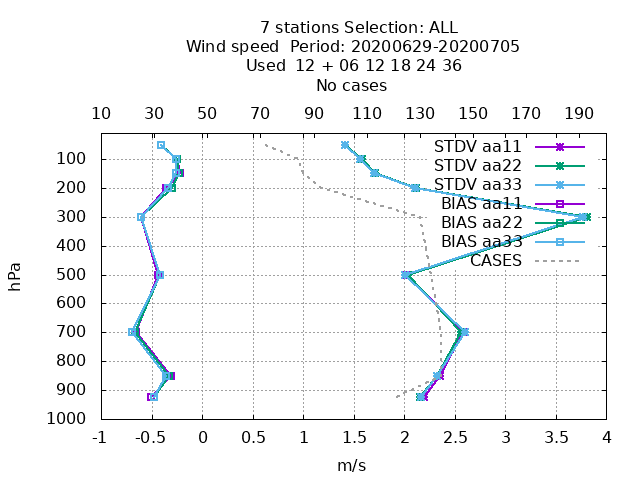 7 stations Selection: ALL
Wind speed  Period: 20200629-20200705
Used  12 + 06 12 18 24 36
No cases
10 30 50 70 90 110 130 150 170 190
STDV aa11
STDV aa22
STDV aa33
BIAS aa11
BIAS aa22
BIAS aa33
CASES
100
200
300
400
500
600
700
800
900
1000
hPa
-1 -0.5 0 0.5 1 1.5 2 2.5 3 3.5 4
m/s